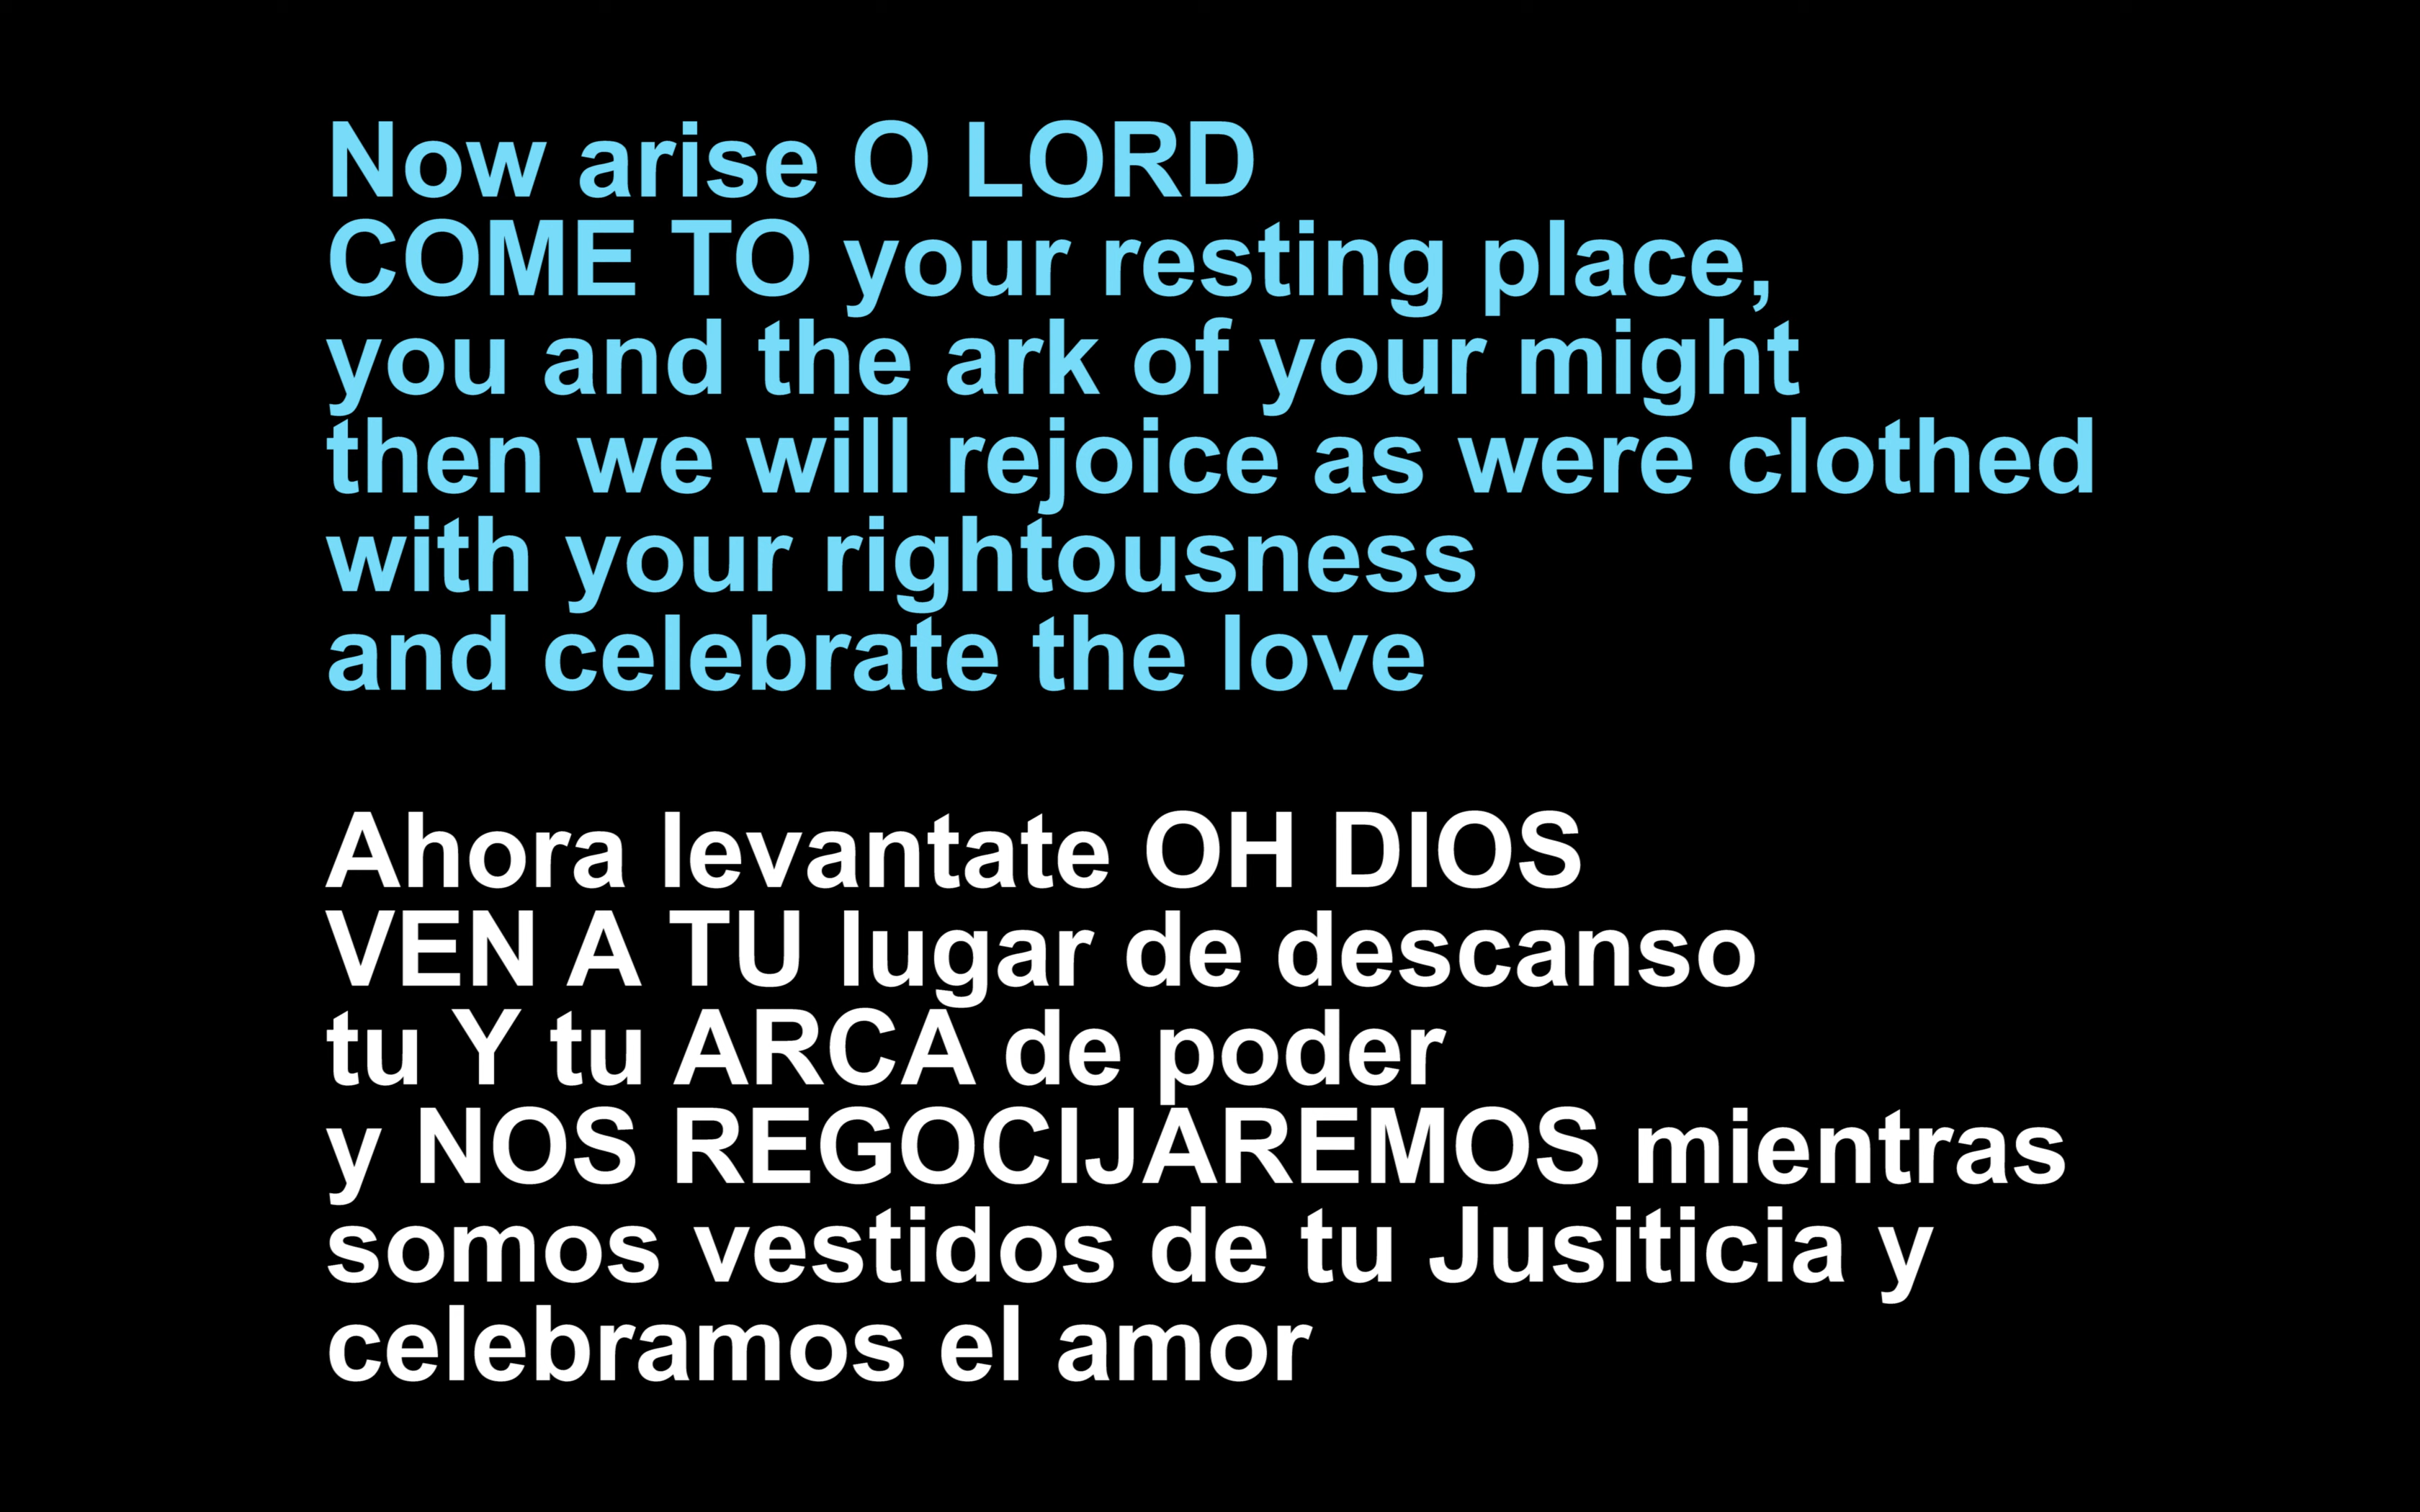 Now arise O LORD
COME TO your resting place,
you and the ark of your might
then we will rejoice as were clothed
with your rightousness
and celebrate the love
Ahora levantate OH DIOS
VEN A TU lugar de descanso
tu Y tu ARCA de poder
y NOS REGOCIJAREMOS mientras
somos vestidos de tu Jusiticia y
celebramos el amor